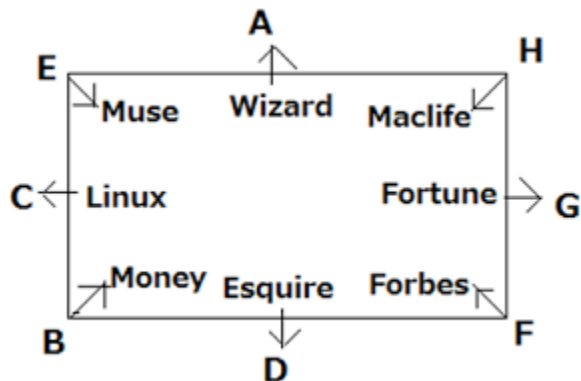 A
E
H
Muse
Wizard
Maclife
C
Linux
Fortune
G
Money
Esquire
Forbes
B
D
F